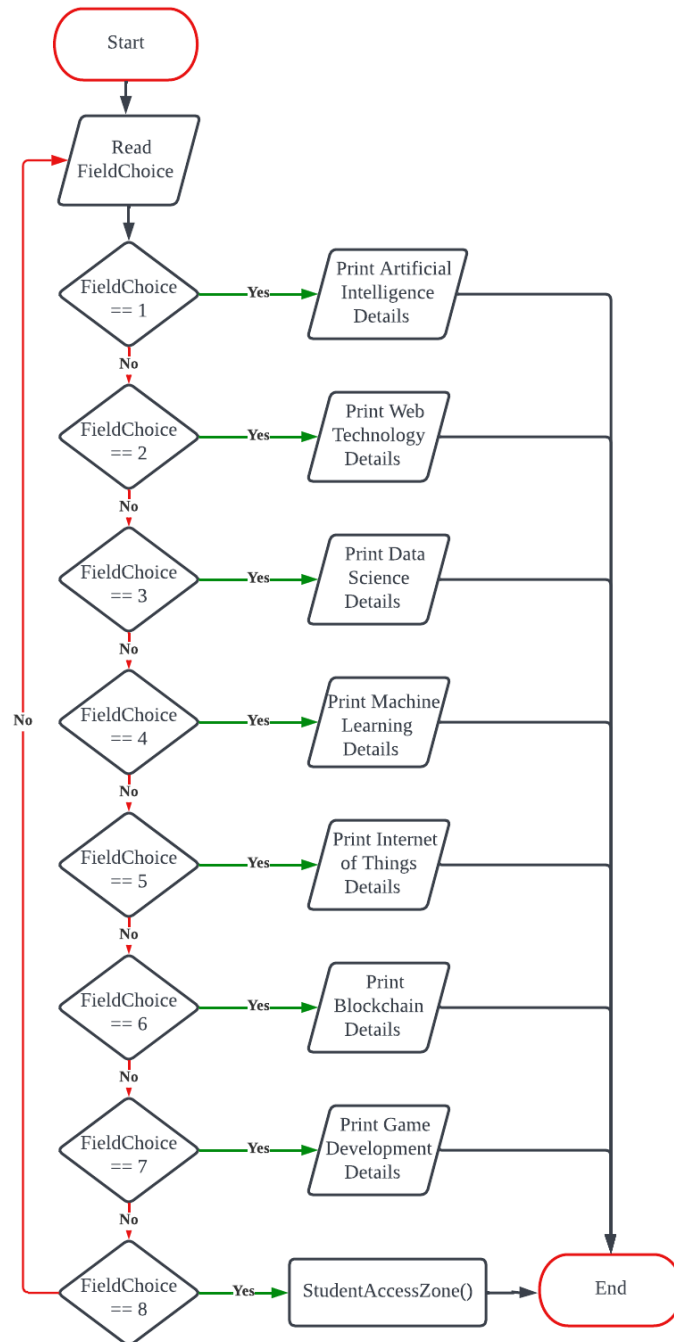 Start
Read
FieldChoice
FieldChoice
== 1
Yes
Print Artificial
Intelligence
Details
No
FieldChoice
== 2
Yes
Print Web
Technology
Details
No
FieldChoice
== 3
Yes
Print Data
Science
Details
No
FieldChoice
== 4
Yes
Print Machine
Learning
Details
No
No
FieldChoice
== 5
Yes
Print Internet
of Things
Details
No
FieldChoice
== 6
Yes
Print
Blockchain
Details
No
FieldChoice
== 7
Yes
Print Game
Development
Details
No
FieldChoice
== 8
Yes
StudentAccessZone()
End